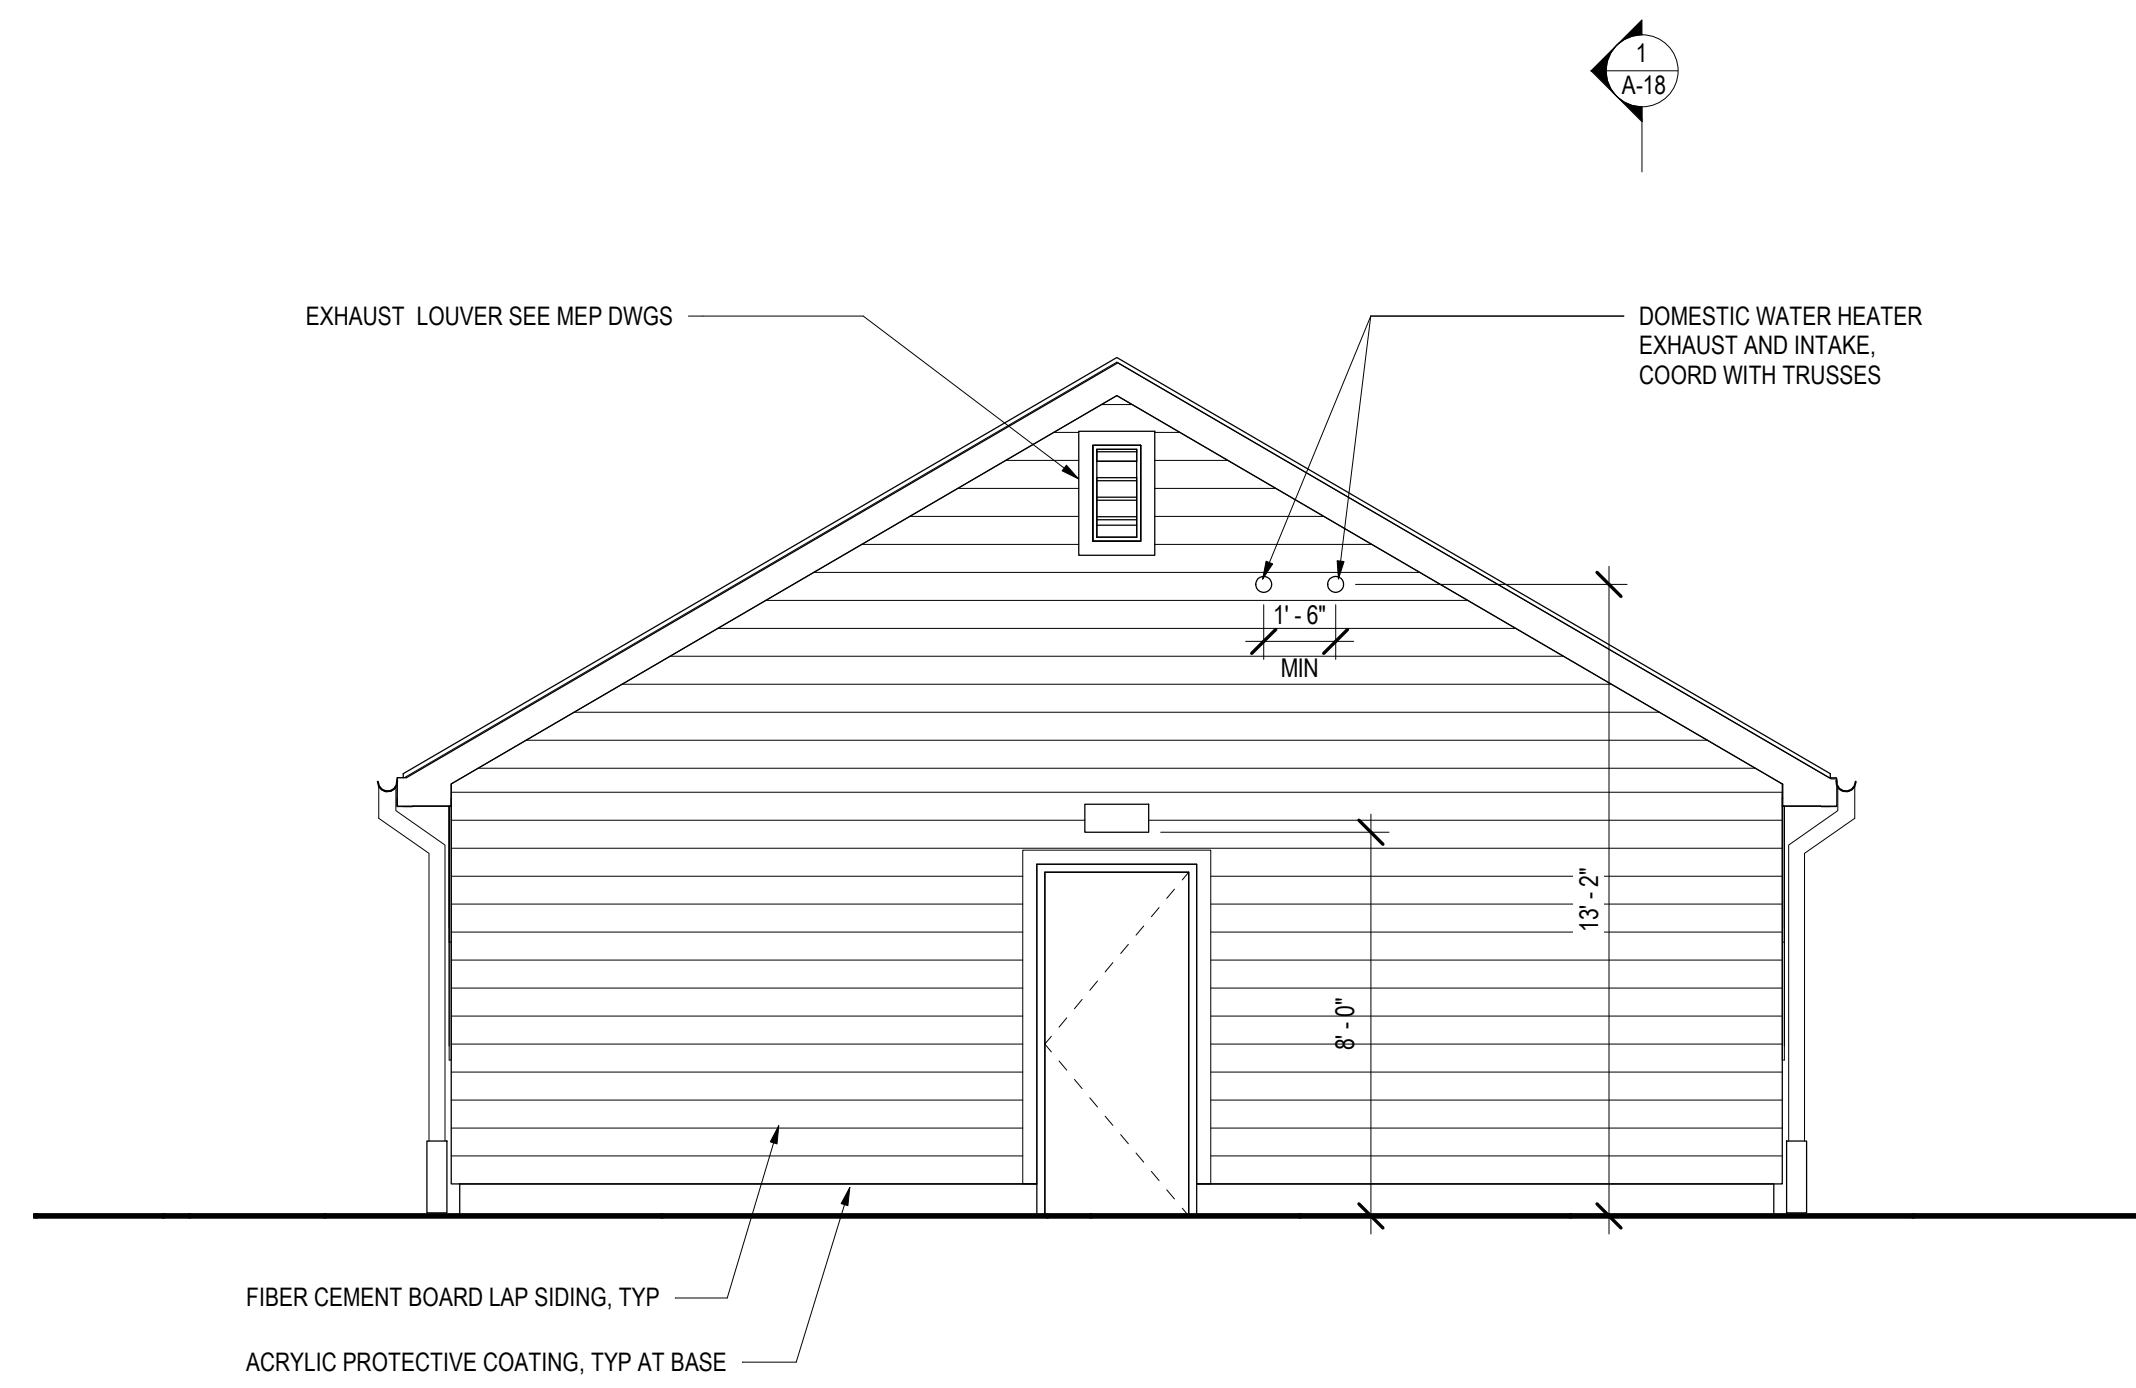 1
A-18
EXHAUST LOUVER SEE MEP DWGS
DOMESTIC WATER HEATER
EXHAUST AND INTAKE,
COORD WITH TRUSSES
1' - 6"
MIN
13' - 2"
8' - 0"
FIBER CEMENT BOARD LAP SIDING, TYP
ACRYLIC PROTECTIVE COATING, TYP AT BASE